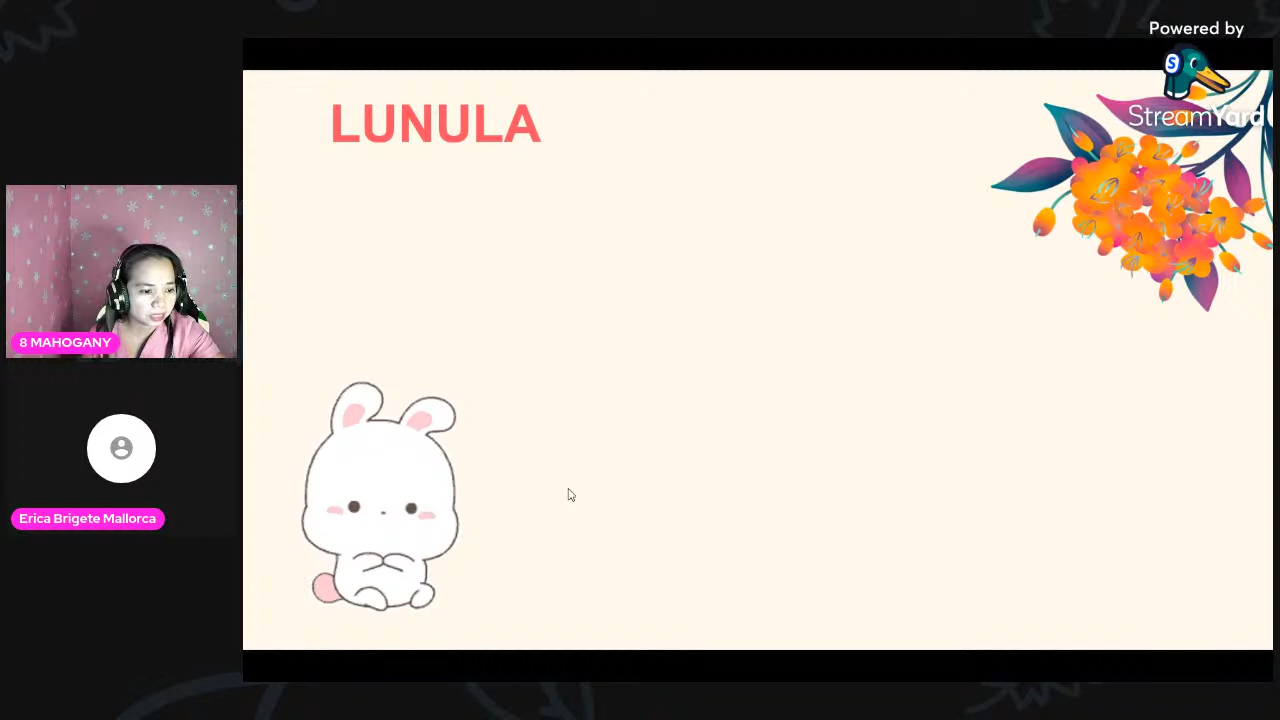 Powered by
S
StreamYard
LUNULA
8 MAHOGANY
Erica Brigete Mallorca